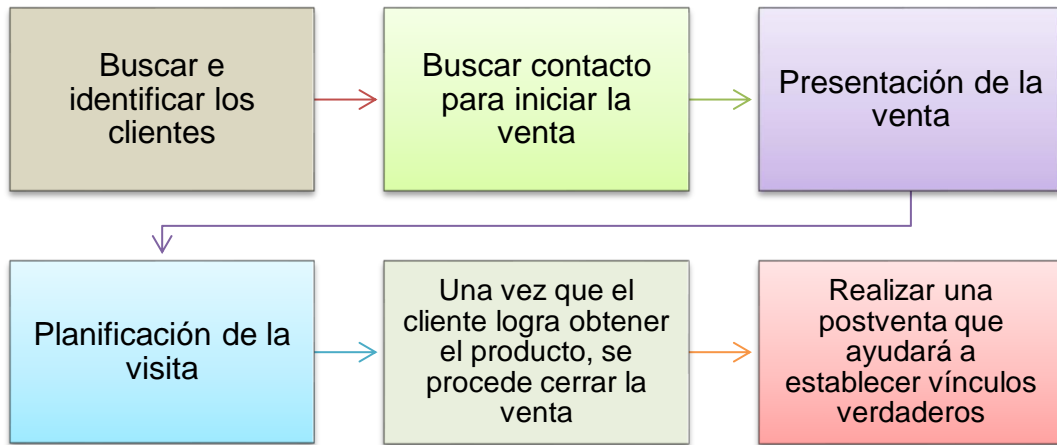 Buscar e
identificar los
clientes
Buscar contacto
para iniciar la
venta
Presentación de la
venta
Planificación de la
visita
Una vez que el
cliente logra obtener
el producto, se
procede cerrar la
venta
Realizar una
postventa que
ayudará a
establecer vínculos
verdaderos